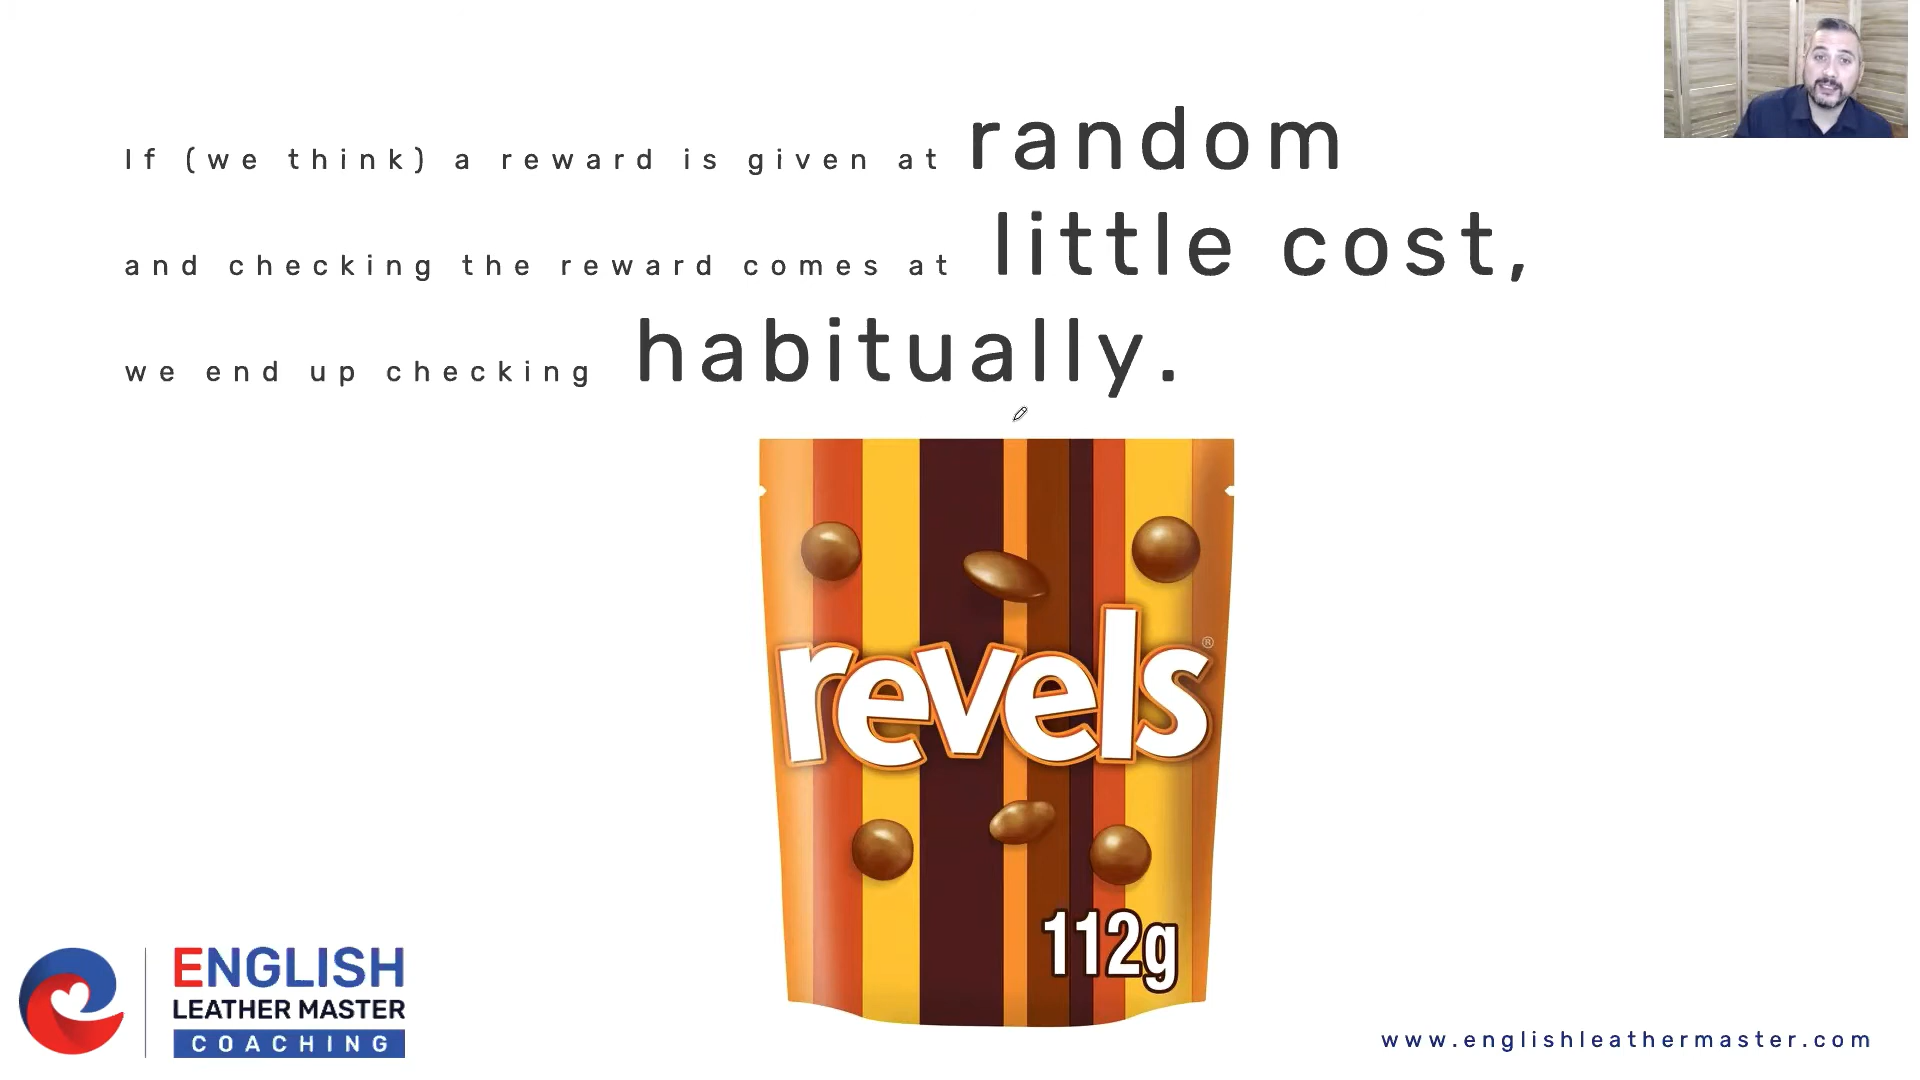 If (we think) a reward is given at random
and checking the reward comes at little cost,
we end up checking habitually.
revels®
112g
ENGLISH
LEATHER MASTER
COACHING
www.englishleathermaster.com